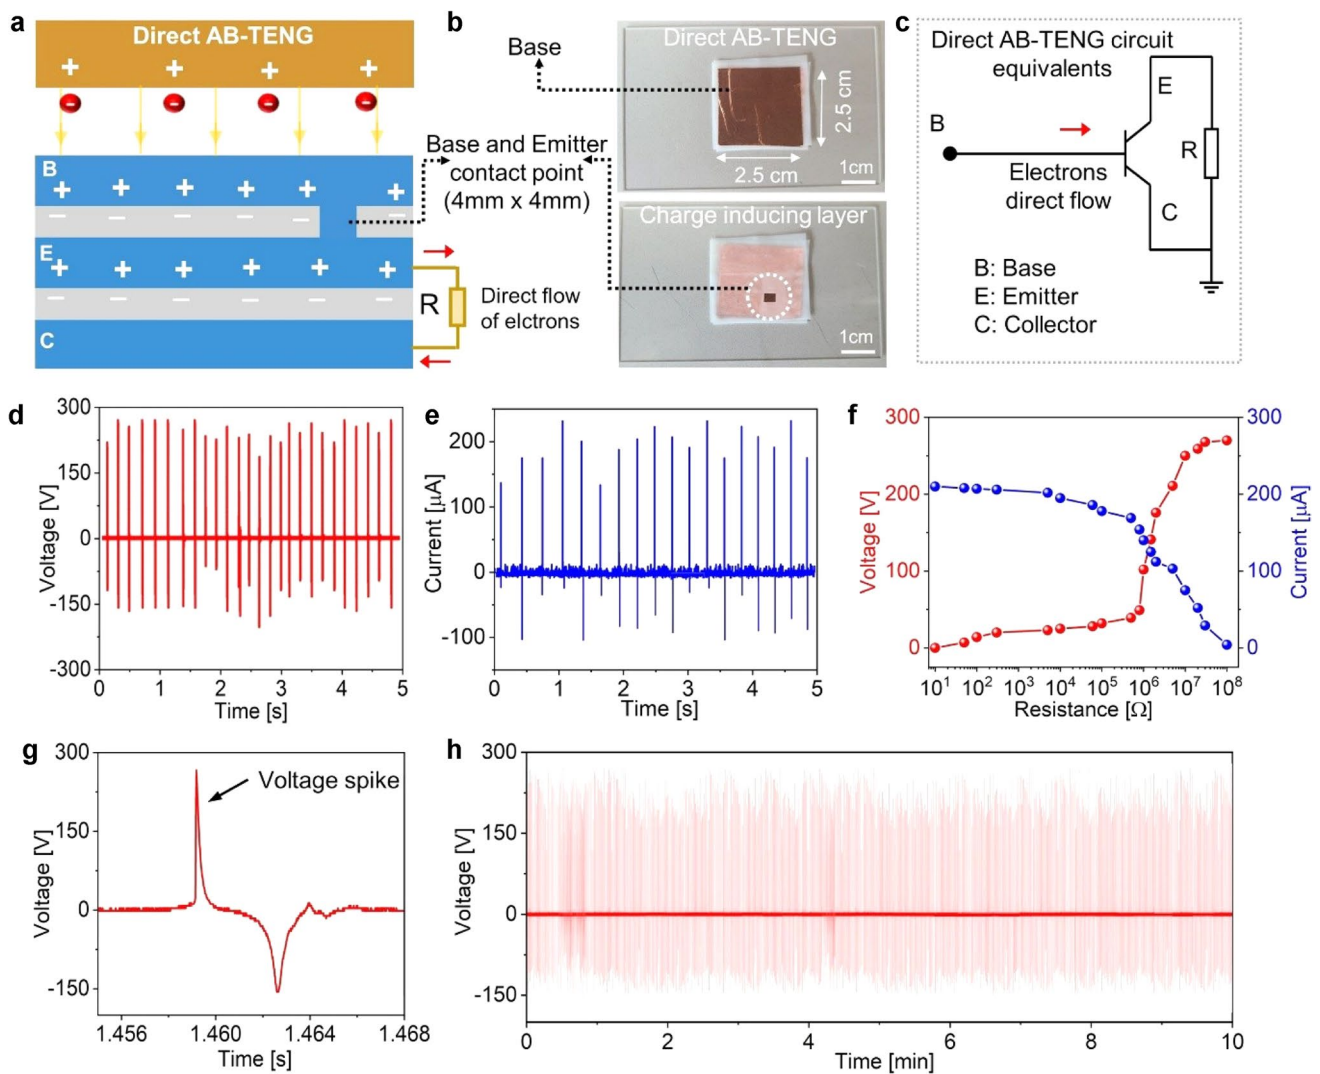 a
Direct AB-TENG
+ + + +
- - - -
B
+ + + + + +
− − − − −
E
+ + + + + +
− − − − − −
C
R
Direct flow
of elctrons
Base and Emitter
contact point
(4mm x 4mm)
b
Base
Direct AB-TENG
2.5 cm
2.5 cm
1cm
Charge inducing layer
1cm
c
Direct AB-TENG circuit
equivalents
B
E
R
C
Electrons
direct flow
B: Base
E: Emitter
C: Collector
d
Voltage [V]
300
150
0
-150
-300
0 1 2 3 4 5
Time [s]
e
Current [μA]
200
100
0
-100
0 1 2 3 4 5
Time [s]
f
Voltage [V]
300
200
100
0
300
200
100
0
Current [μA]
10¹ 10² 10³ 10⁴ 10⁵ 10⁶ 10⁷ 10⁸
Resistance [Ω]
g
Voltage [V]
300
150
0
-150
Voltage spike
1.456 1.460 1.464 1.468
Time [s]
h
Voltage [V]
300
150
0
-150
0 2 4 6 8 10
Time [min]